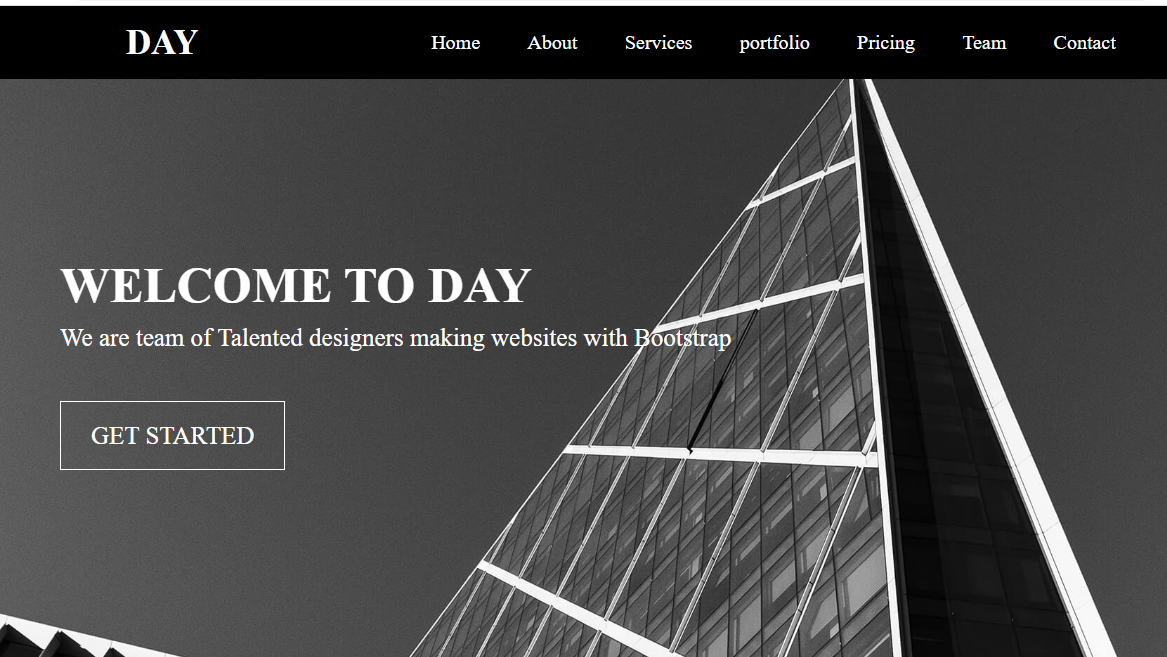 DAY
Home About Services portfolio Pricing Team Contact
WELCOME TO DAY
We are team of Talented designers making websites with Bootstrap
GET STARTED